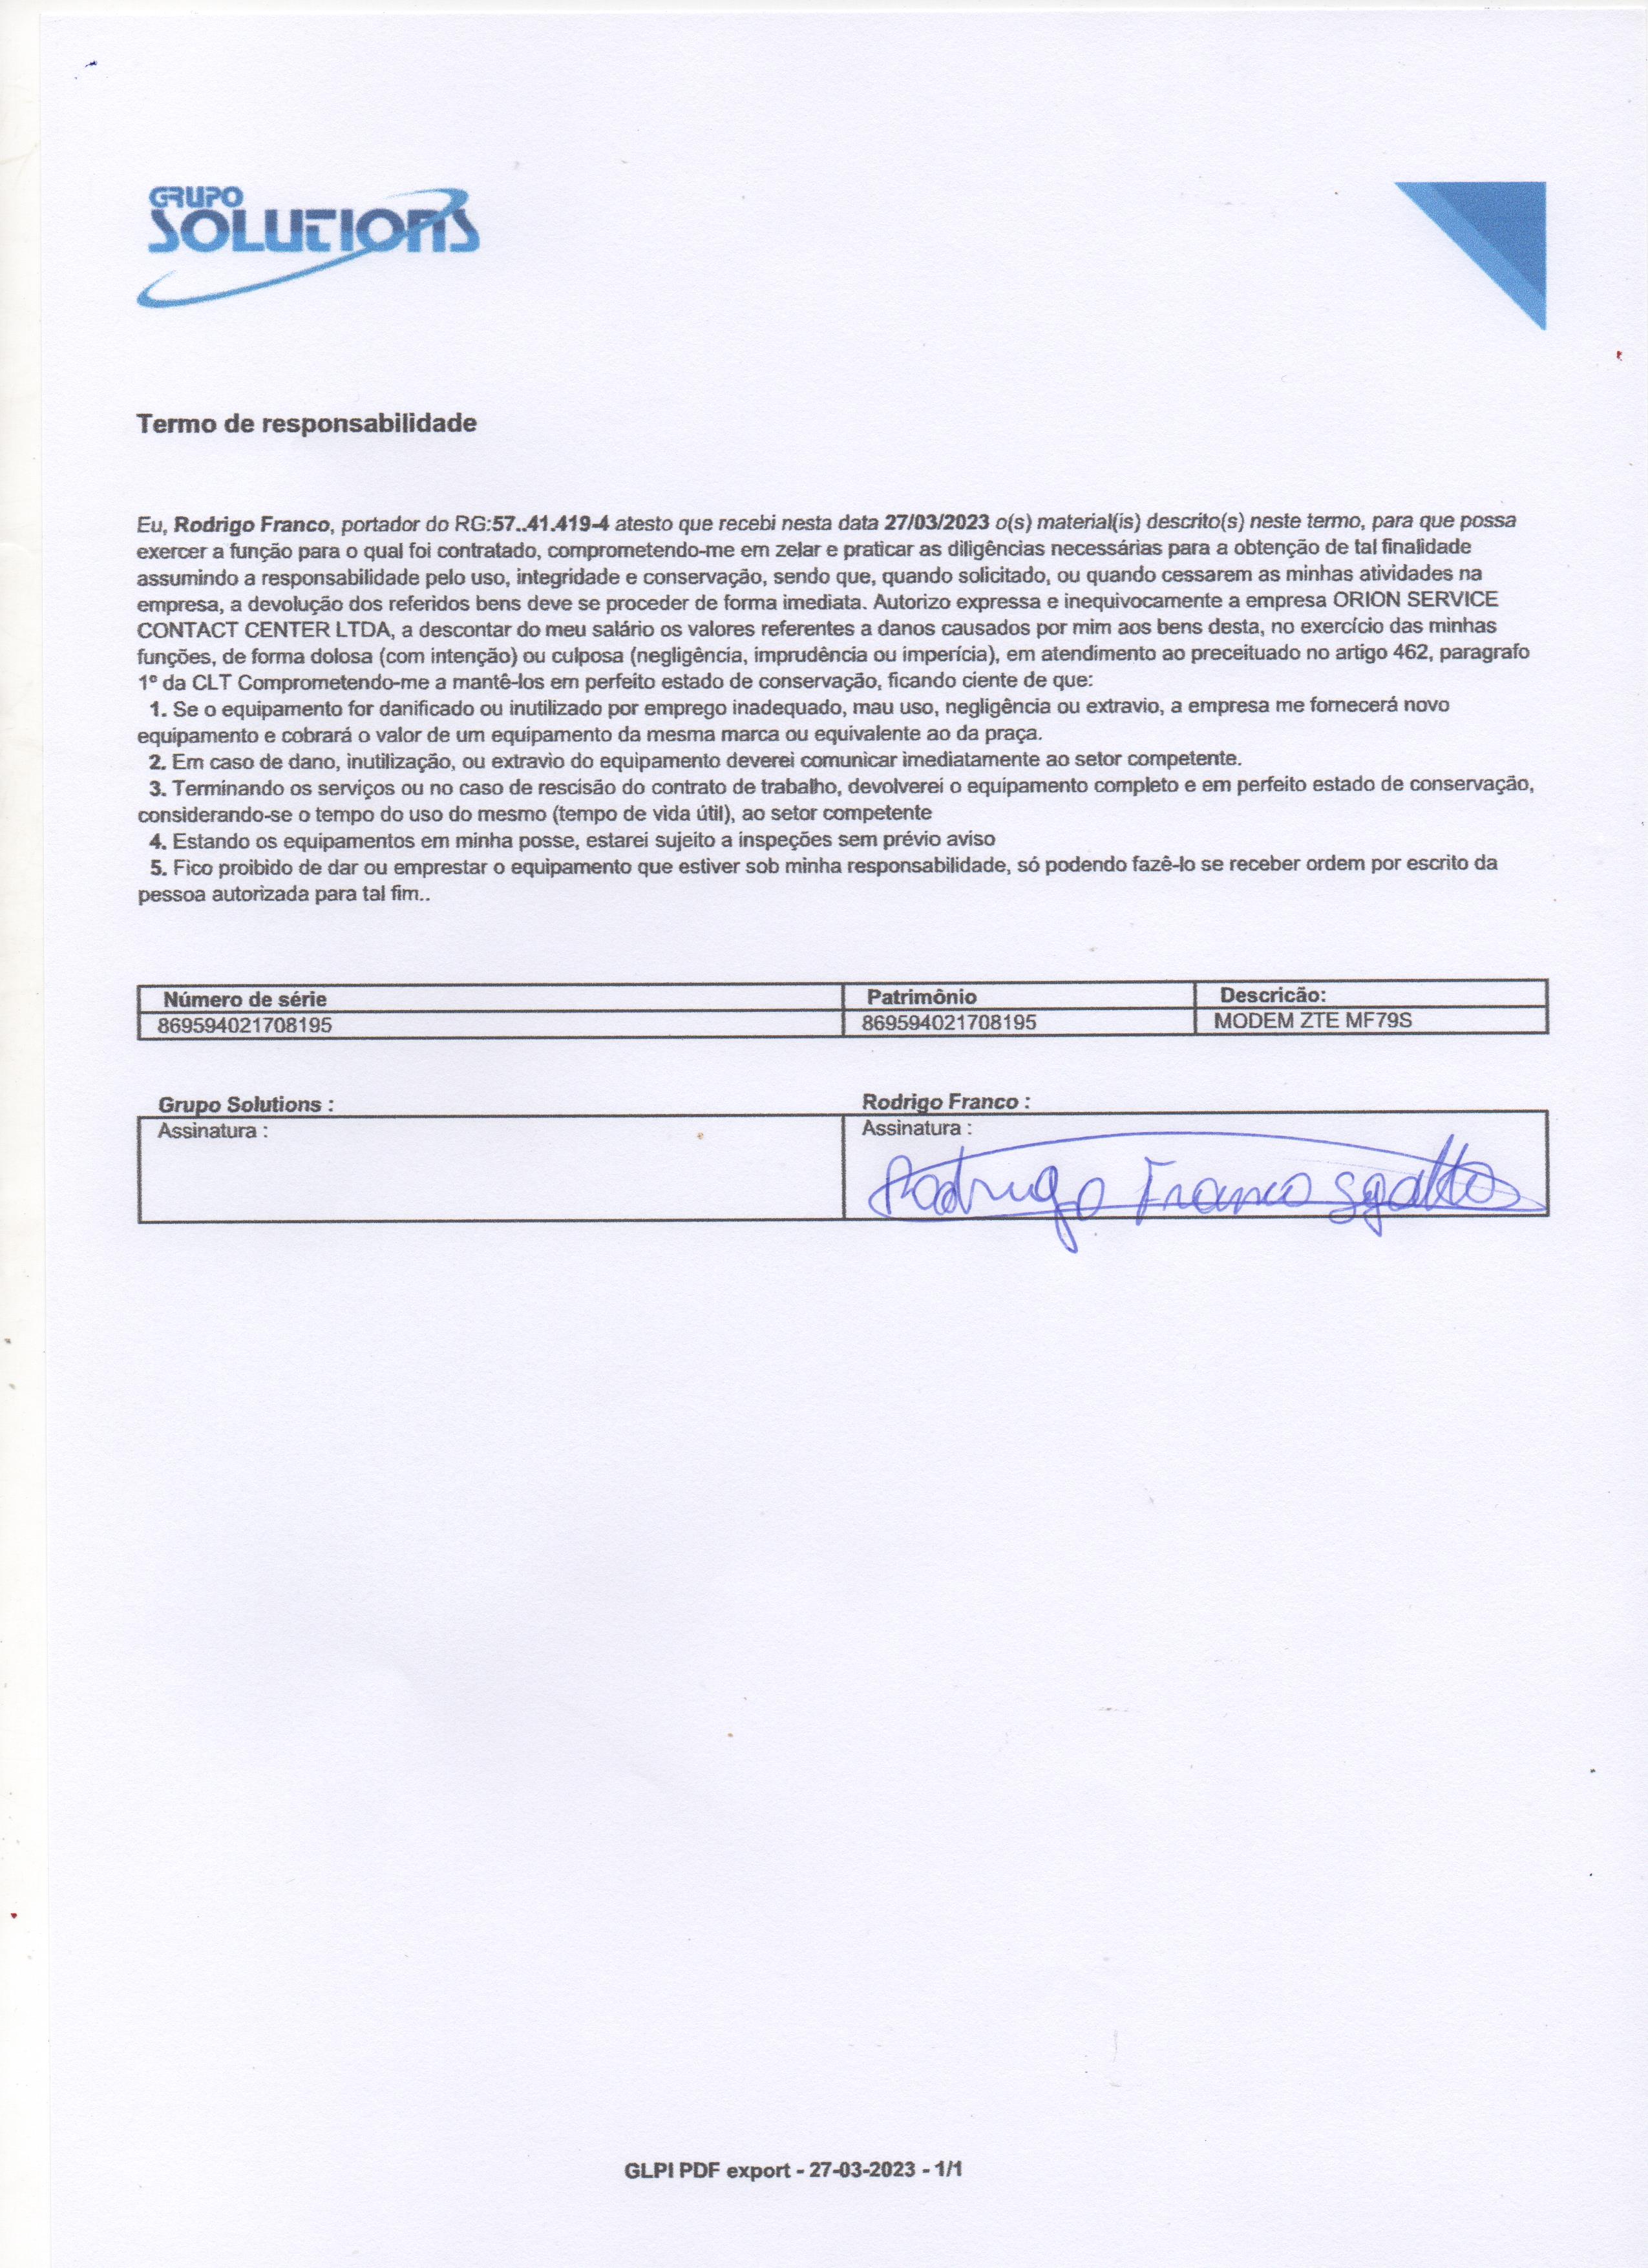 GRUPO
SOLUTIONS
Termo de responsabilidade
Eu, Rodrigo Franco, portador do RG:57..41.419-4 atesto que recebi nesta data 27/03/2023 o(s) material(is) descrito(s) neste termo, para que possa
exercer a função para o qual foi contratado, comprometendo-me em zelar e praticar as diligências necessárias para a obtenção de tal finalidade
assumindo a responsabilidade pelo uso, integridade e conservação, sendo que, quando solicitado, ou quando cessarem as minhas atividades na
empresa, a devolução dos referidos bens deve se proceder de forma imediata. Autorizo expressa e inequivocamente a empresa ORION SERVICE
CONTACT CENTER LTDA, a descontar do meu salário os valores referentes a danos causados por mim aos bens desta, no exercício das minhas
funções, de forma dolosa (com intenção) ou culposa (negligência, imprudência ou imperícia), em atendimento ao preceituado no artigo 462, paragrafo
1º da CLT Comprometendo-me a mantê-los em perfeito estado de conservação, ficando ciente de que:
1. Se o equipamento for danificado ou inutilizado por emprego inadequado, mau uso, negligência ou extravio, a empresa me fornecerá novo
equipamento e cobrará o valor de um equipamento da mesma marca ou equivalente ao da praça.
2. Em caso de dano, inutilização, ou extravio do equipamento deverei comunicar imediatamente ao setor competente.
3. Terminando os serviços ou no caso de rescisão do contrato de trabalho, devolverei o equipamento completo e em perfeito estado de conservação,
considerando-se o tempo do uso do mesmo (tempo de vida útil), ao setor competente
4. Estando os equipamentos em minha posse, estarei sujeito a inspeções sem prévio aviso
5. Fico proibido de dar ou emprestar o equipamento que estiver sob minha responsabilidade, só podendo fazê-lo se receber ordem por escrito da
pessoa autorizada para tal fim..
Número de série Patrimônio Descricão:
869594021708195 869594021708195 MODEM ZTE MF79S
Grupo Solutions : Rodrigo Franco :
Assinatura : Assinatura :
Rodrigo Franco
GLPI PDF export - 27-03-2023 - 1/1